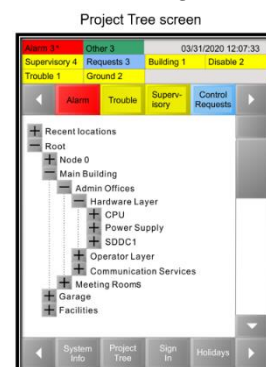 Project Tree screen
Alarm 3* Other 3 03/31/2020 12:07:33
Supervisory 4 Requests 3 Building 1 Disable 2
Trouble 1 Ground 2
Alarm Trouble Superv-
isory Control
Requests
Recent locations
Root
Node 0
Main Building
Admin Offices
Hardware Layer
CPU
Power Supply
SDDC1
Operator Layer
Communication Services
Meeting Rooms
Garage
Facilities
System
Info Project
Tree Sign
In Holidays